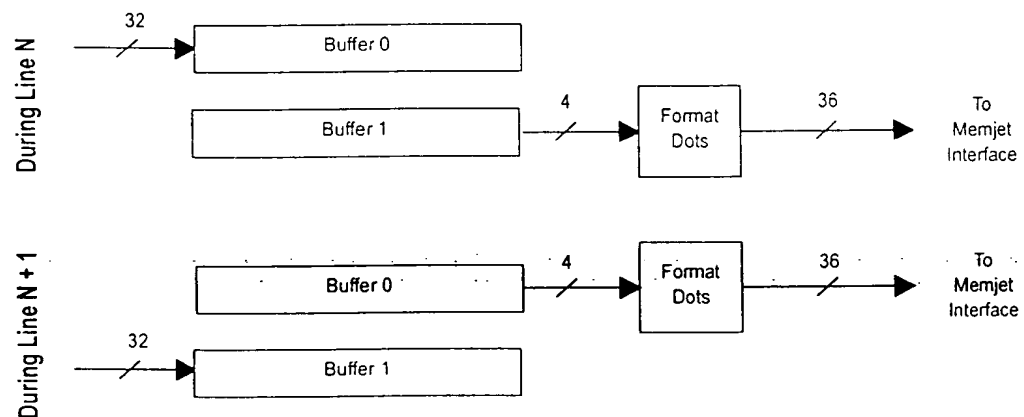 During Line N
32
Buffer 0
Buffer 1
4
Format
Dots
36
To
Memjet
Interface
During Line N + 1
Buffer 0
4
Format
Dots
36
To
Memjet
Interface
32
Buffer 1